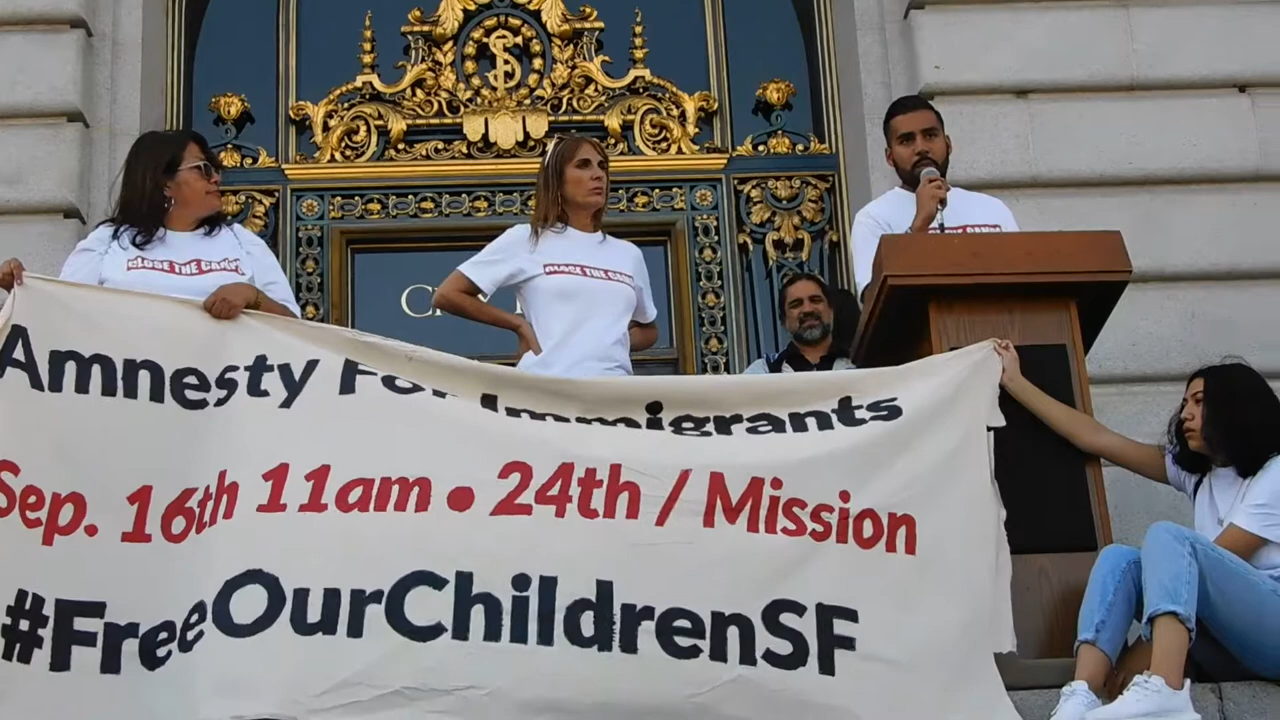 CLOSE THE CAMPS
CLOSE THE CAMPS
Amnesty For Immigrants
Sep. 16th 11am • 24th / Mission
#FreeOurChildrenSF